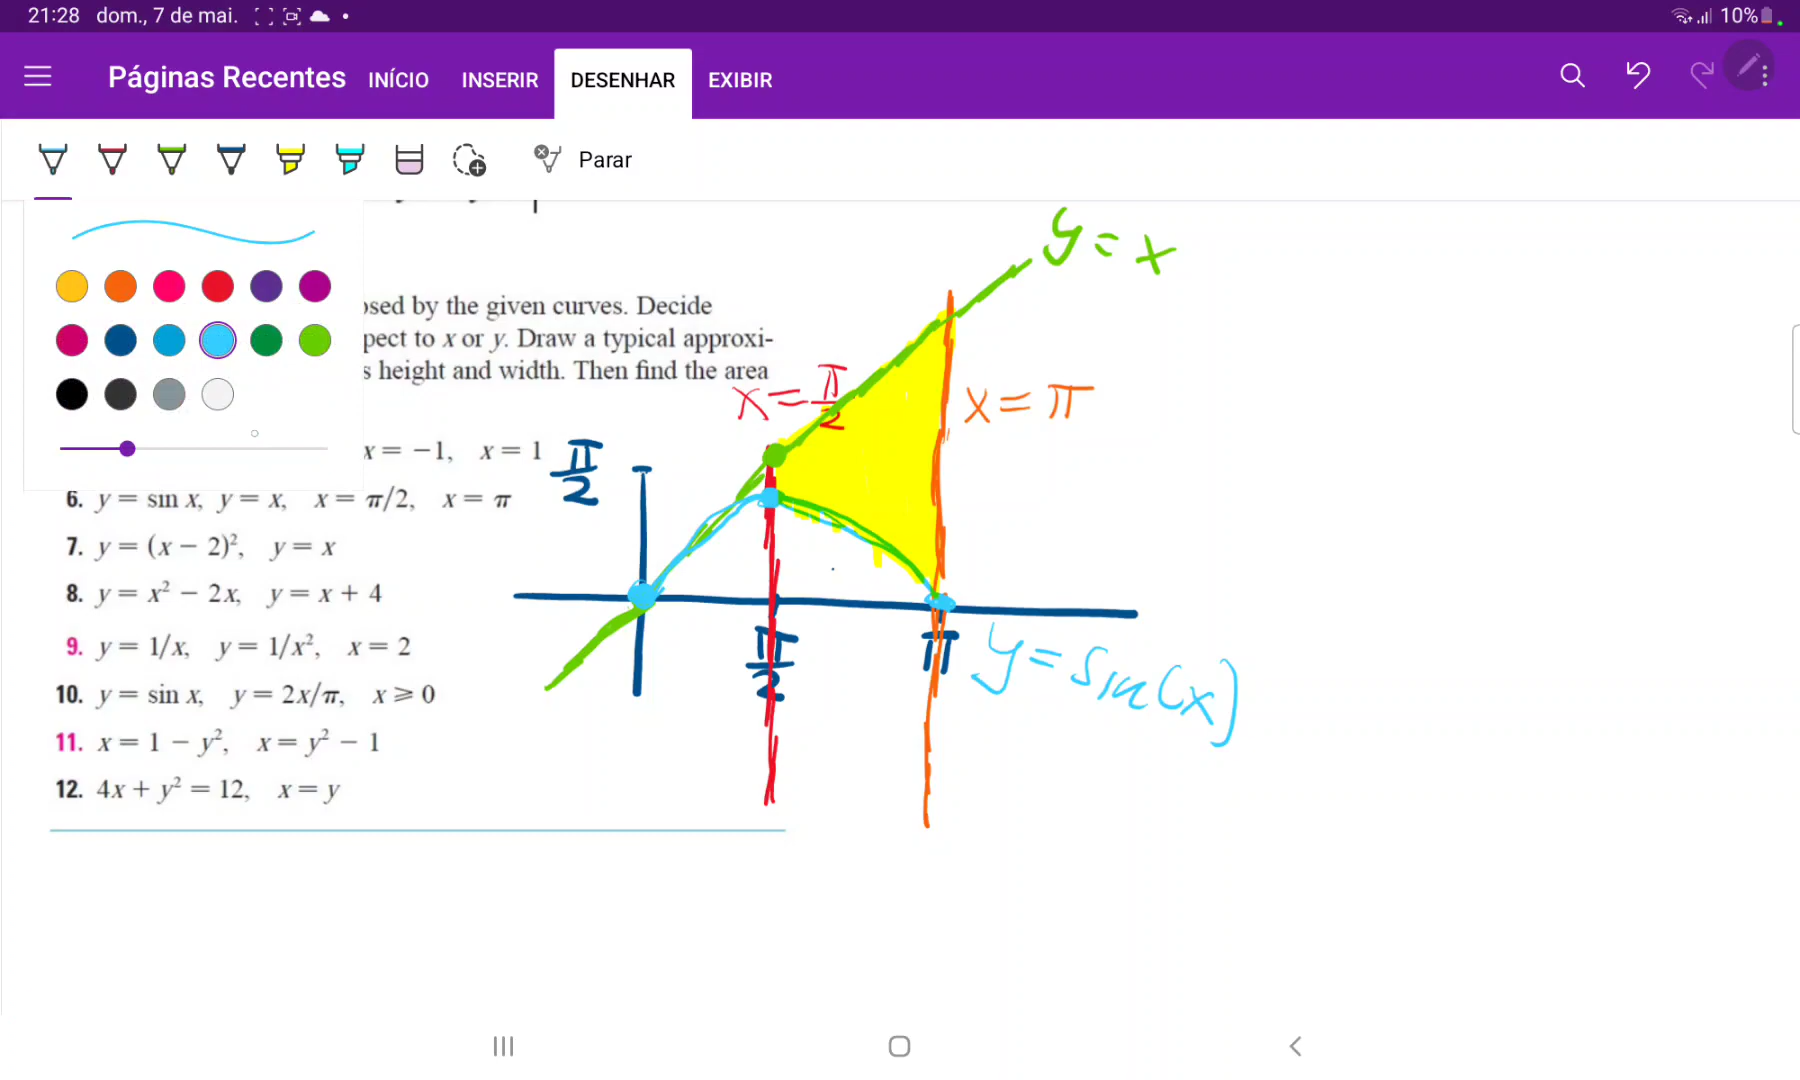 21:28 dom., 7 de mai. 10%
Páginas Recentes INÍCIO INSERIR DESENHAR EXIBIR
Parar
y = x
osed by the given curves. Decide
pect to x or y. Draw a typical approxi-
s height and width. Then find the area
x = π/2
x = π
x = −1, x = 1
π/2
6. y = sin x, y = x, x = π/2, x = π
7. y = (x − 2)², y = x
8. y = x² − 2x, y = x + 4
π/2
π
y = sin(x)
9. y = 1/x, y = 1/x², x = 2
10. y = sin x, y = 2x/π, x ⩾ 0
11. x = 1 − y², x = y² − 1
12. 4x + y² = 12, x = y